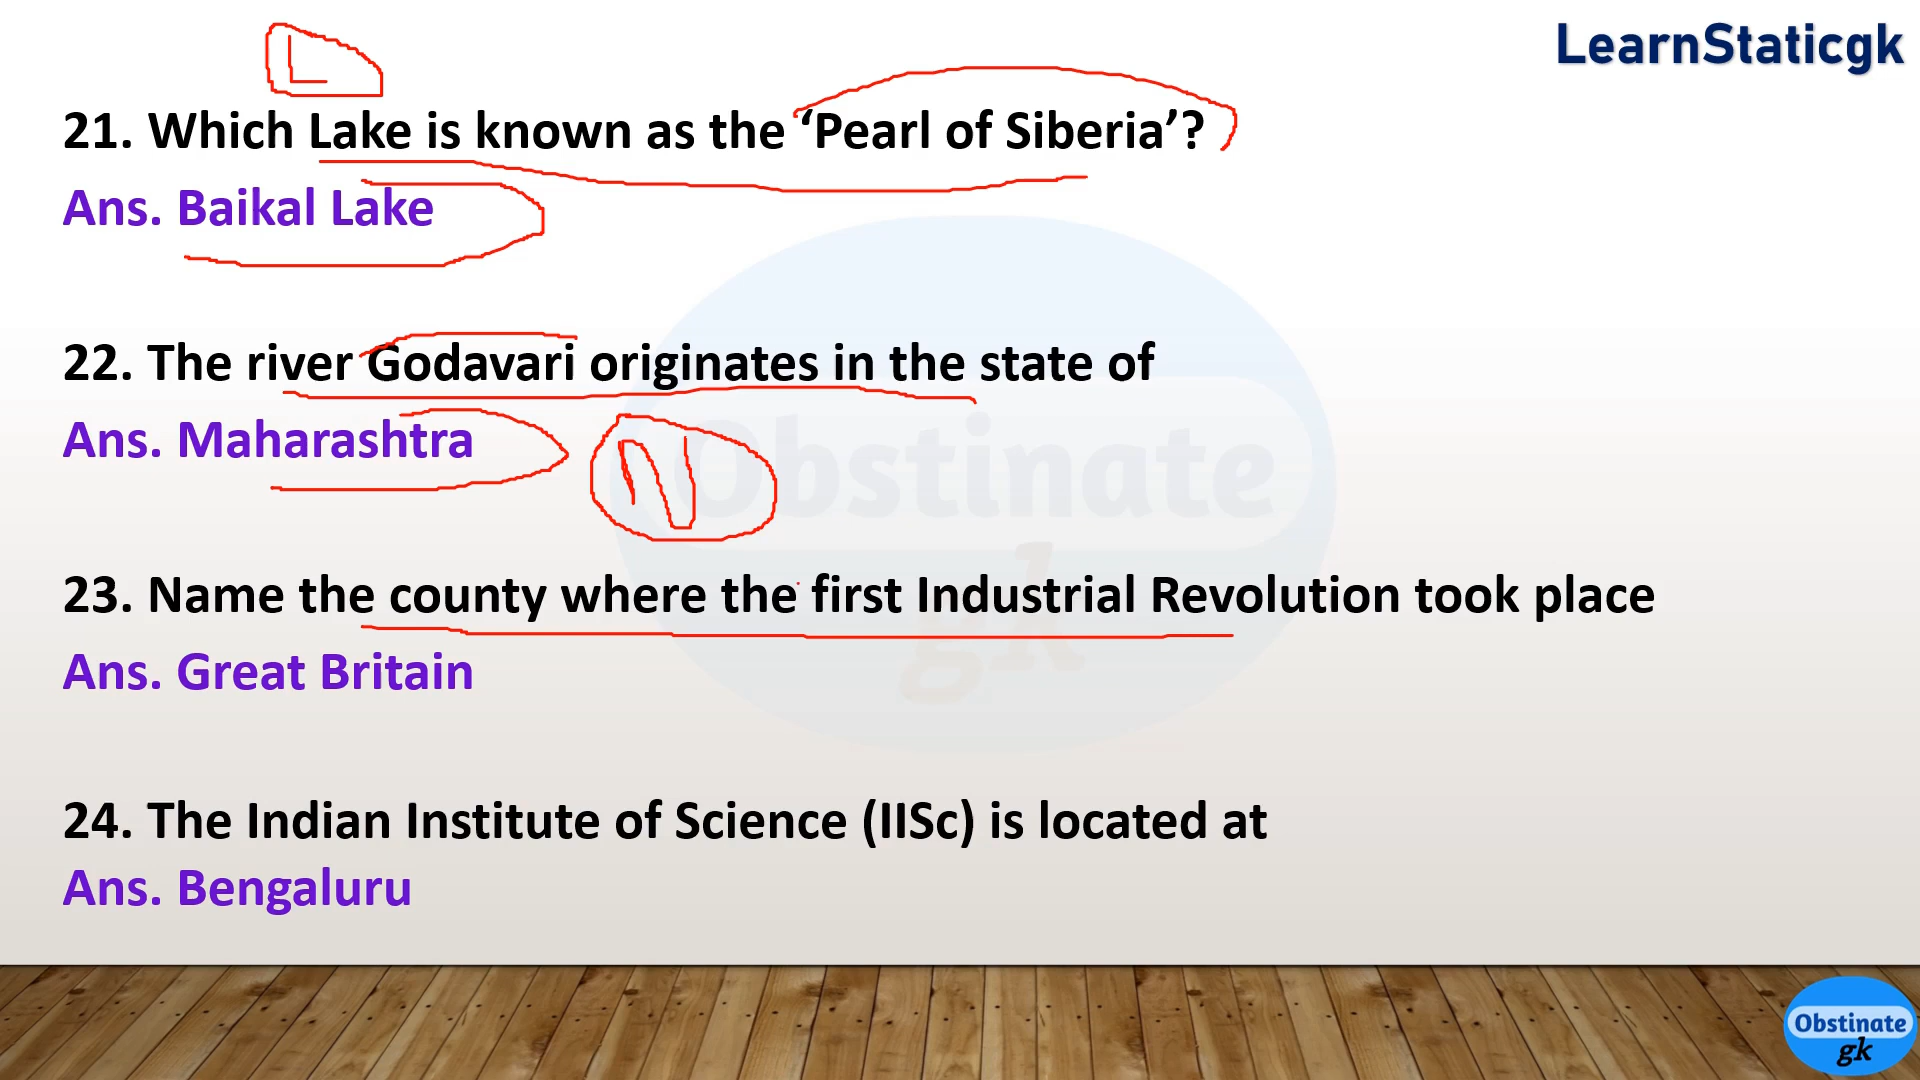 LearnStaticgk
L
21. Which Lake is known as the ‘Pearl of Siberia’?
Ans. Baikal Lake
22. The river Godavari originates in the state of
Ans. Maharashtra
N
Obstinate
gk
23. Name the county where the first Industrial Revolution took place
Ans. Great Britain
24. The Indian Institute of Science (IISc) is located at
Ans. Bengaluru
Obstinate
gk